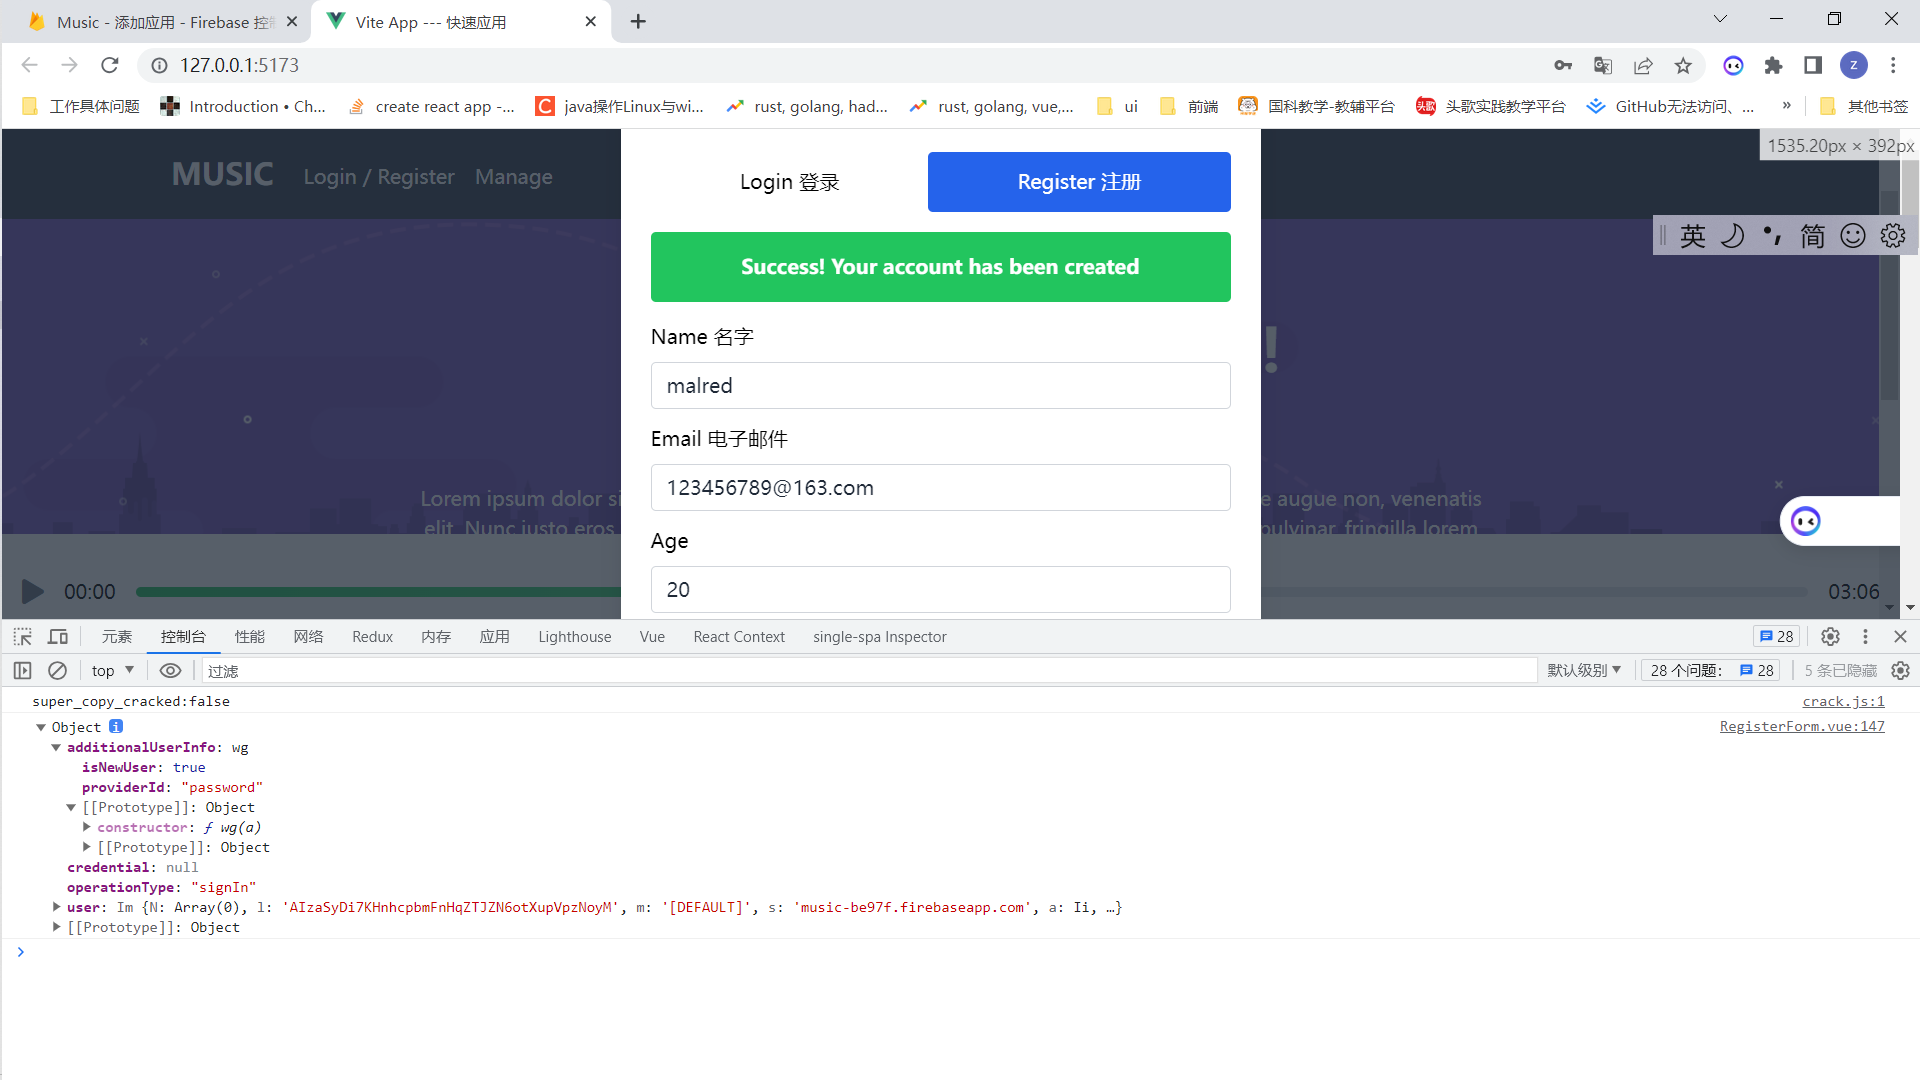 Music - 添加应用 - Firebase 控制
Vite App --- 快速应用
127.0.0.1:5173
Z
工作具体问题
Introduction • Ch...
create react app -...
java操作Linux与wi...
rust, golang, had...
rust, golang, vue,...
ui
前端
国科教学-教辅平台
头歌
头歌实践教学平台
GitHub无法访问、...
»
其他书签
MUSIC
Login / Register
Manage
1535.20px × 392px
Login 登录
Register 注册
英
简
Success! Your account has been created
Name 名字
malred
!
Email 电子邮件
123456789@163.com
Lorem ipsum dolor si
e augue non, venenatis
elit. Nunc iusto eros
pulvinar, fringilla lorem
Age
20
00:00
03:06
元素
控制台
性能
网络
Redux
内存
应用
Lighthouse
Vue
React Context
single-spa Inspector
28
top
过滤
默认级别
28 个问题:
28
5 条已隐藏
super_copy_cracked:false
crack.js:1
Object i
RegisterForm.vue:147
additionalUserInfo: wg
isNewUser: true
providerId: "password"
[[Prototype]]: Object
constructor: ƒ wg(a)
[[Prototype]]: Object
credential: null
operationType: "signIn"
user: Im {N: Array(0), l: 'AIzaSyDi7KHnhcpbmFnHqZTJZN6otXupVpzNoyM', m: '[DEFAULT]', s: 'music-be97f.firebaseapp.com', a: Ii, …}
[[Prototype]]: Object